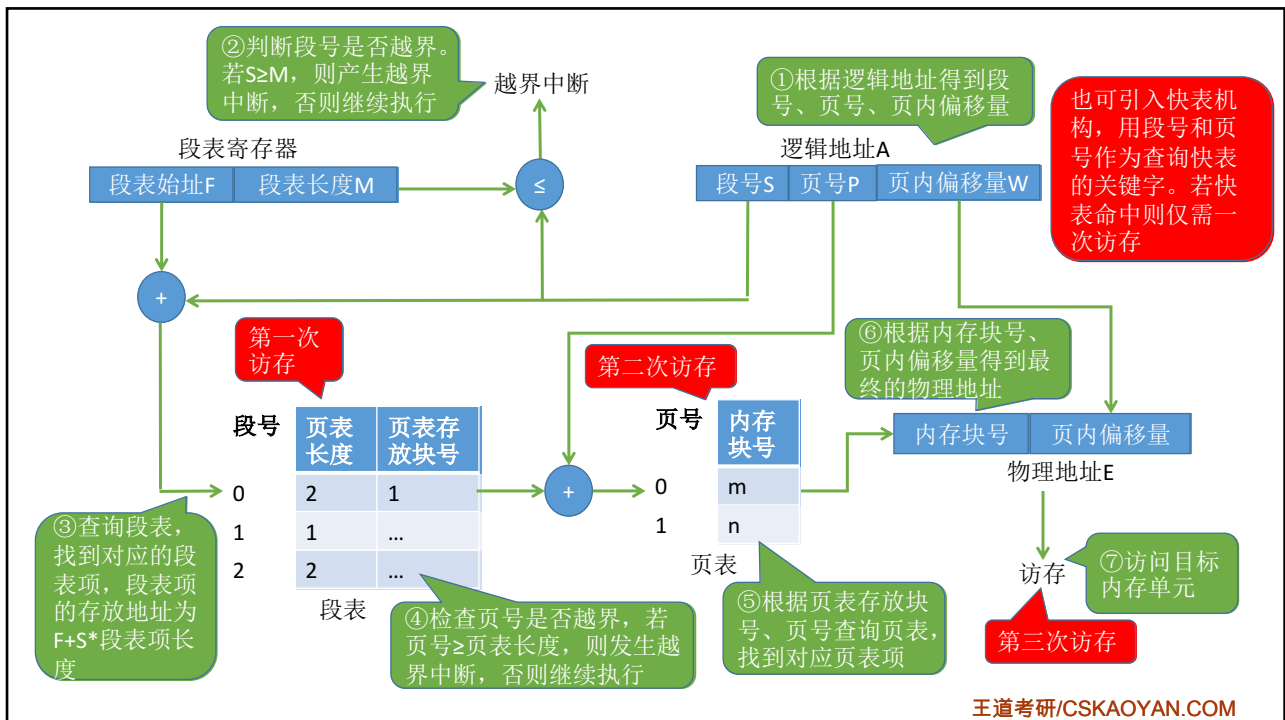 ②判断段号是否越界。
若S≥M，则产生越界
中断，否则继续执行
越界中断
①根据逻辑地址得到段
号、页号、页内偏移量
也可引入快表机
构，用段号和页
号作为查询快表
的关键字。若快
表命中则仅需一
次访存
段表寄存器
段表始址F 段表长度M
≤
逻辑地址A
段号S 页号P 页内偏移量W
+
第一次
访存
第二次访存
⑥根据内存块号、
页内偏移量得到最
终的物理地址
段号 页表长度 页表存放块号
0 2 1
1 1 ...
2 2 ...
段表
+
页号 内存块号
0 m
1 n
页表
内存块号 页内偏移量
物理地址E
③查询段表，
找到对应的段
表项，段表项
的存放地址为
F+S*段表项长
度
④检查页号是否越界，若
页号≥页表长度，则发生越
界中断，否则继续执行
⑤根据页表存放块
号、页号查询页表，
找到对应页表项
访存
⑦访问目标
内存单元
第三次访存
王道考研/CSKAOYAN.COM